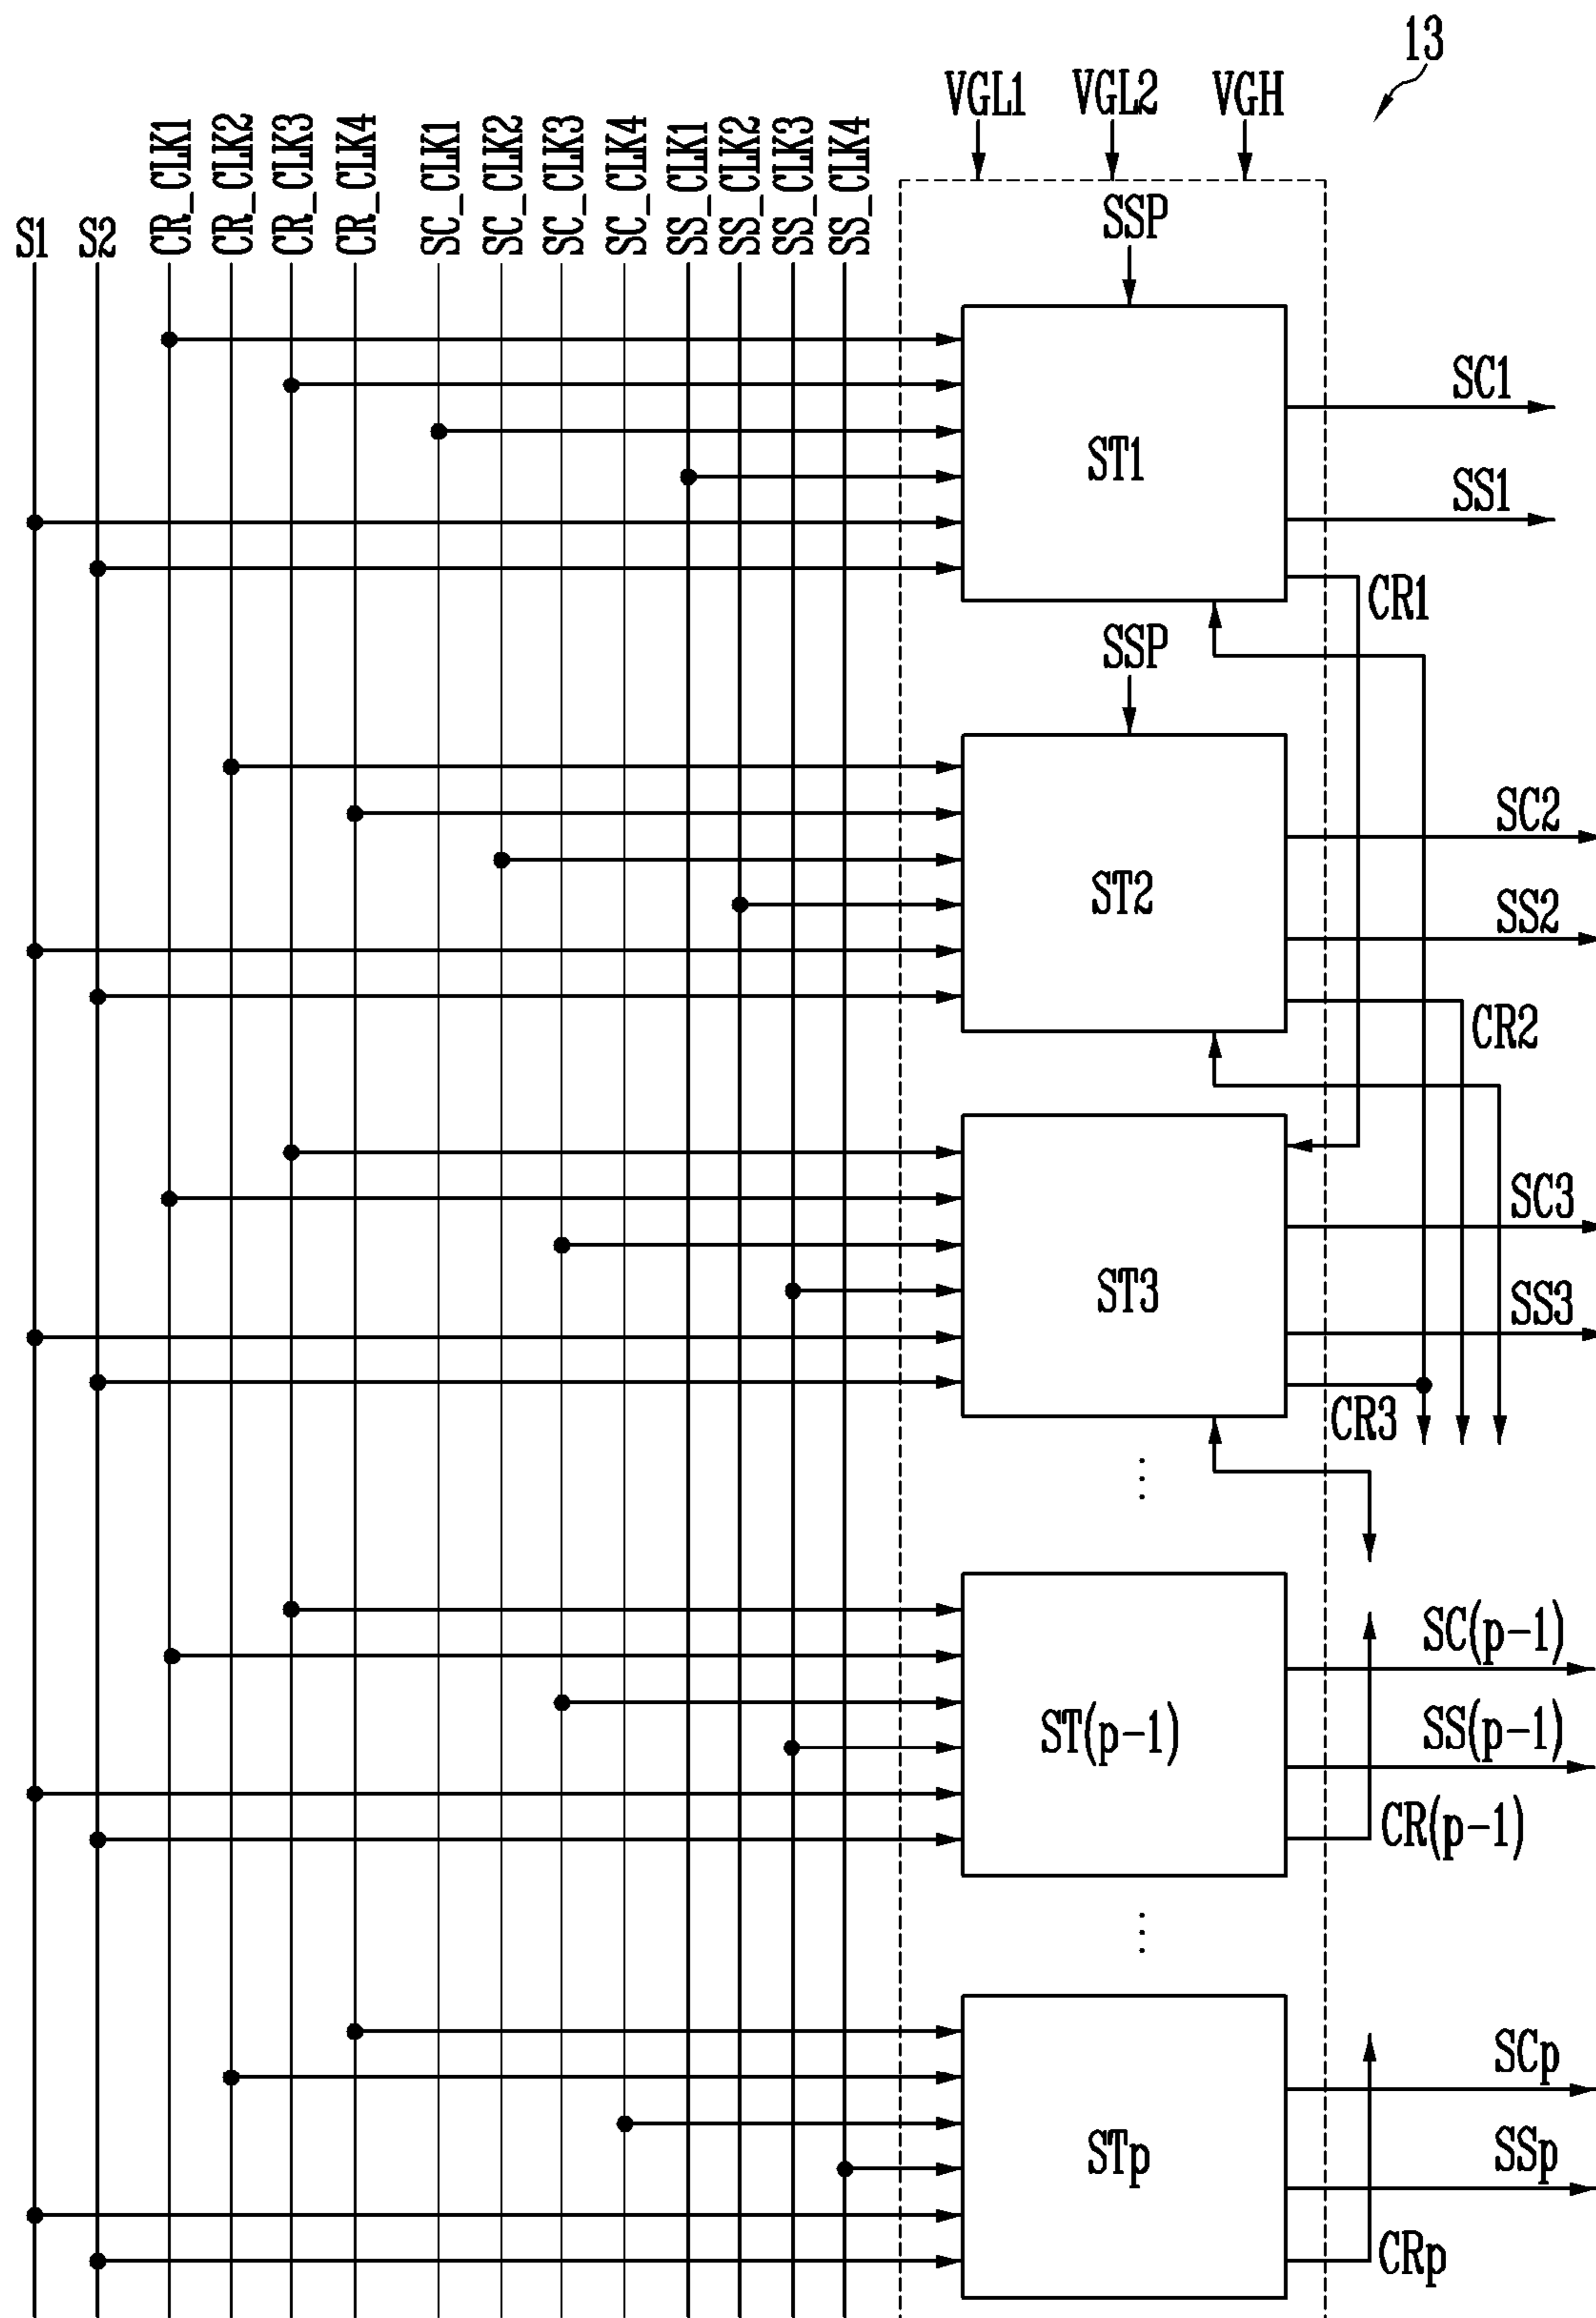 13
VGL1
VGL2
VGH
S1
S2
CR_CLK1
CR_CLK2
CR_CLK3
CR_CLK4
SC_CLK1
SC_CLK2
SC_CLK3
SC_CLK4
SS_CLK1
SS_CLK2
SS_CLK3
SS_CLK4
SSP
ST1
SC1
SS1
CR1
SSP
ST2
SC2
SS2
CR2
ST3
SC3
SS3
CR3
ST(p-1)
SC(p-1)
SS(p-1)
CR(p-1)
STp
SCp
SSp
CRp